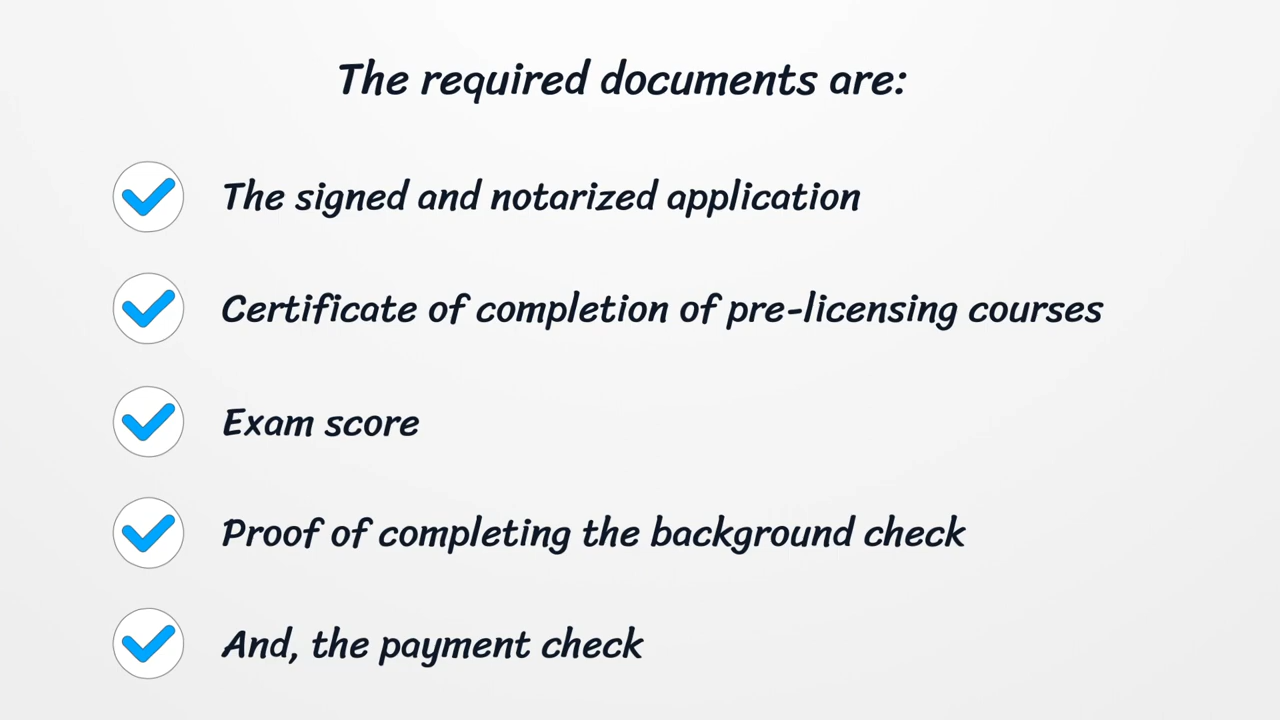 The required documents are:
The signed and notarized application
Certificate of completion of pre-licensing courses
Exam score
Proof of completing the background check
And, the payment check